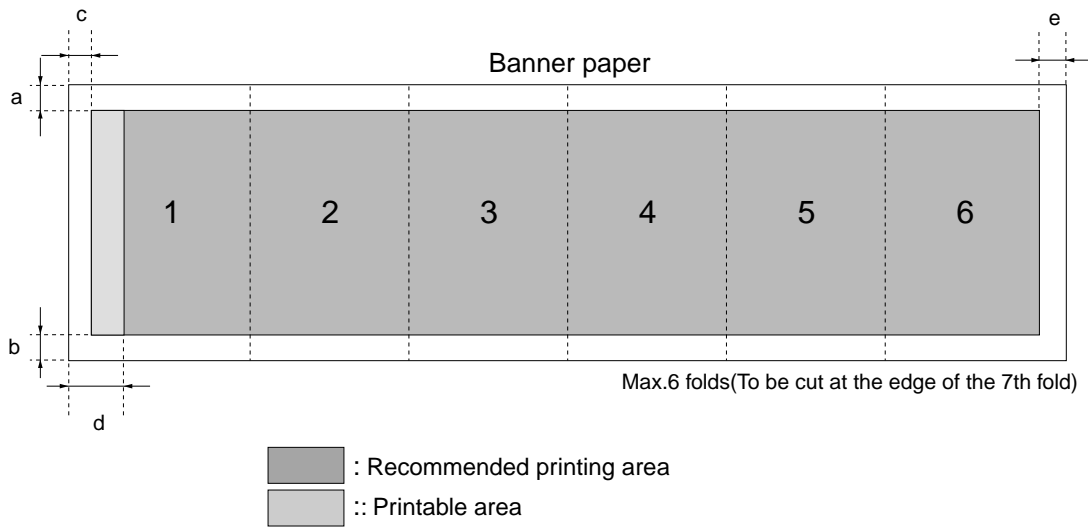 c
e
Banner paper
a
1 2 3 4 5 6
b
Max.6 folds(To be cut at the edge of the 7th fold)
d
: Recommended printing area
:: Printable area